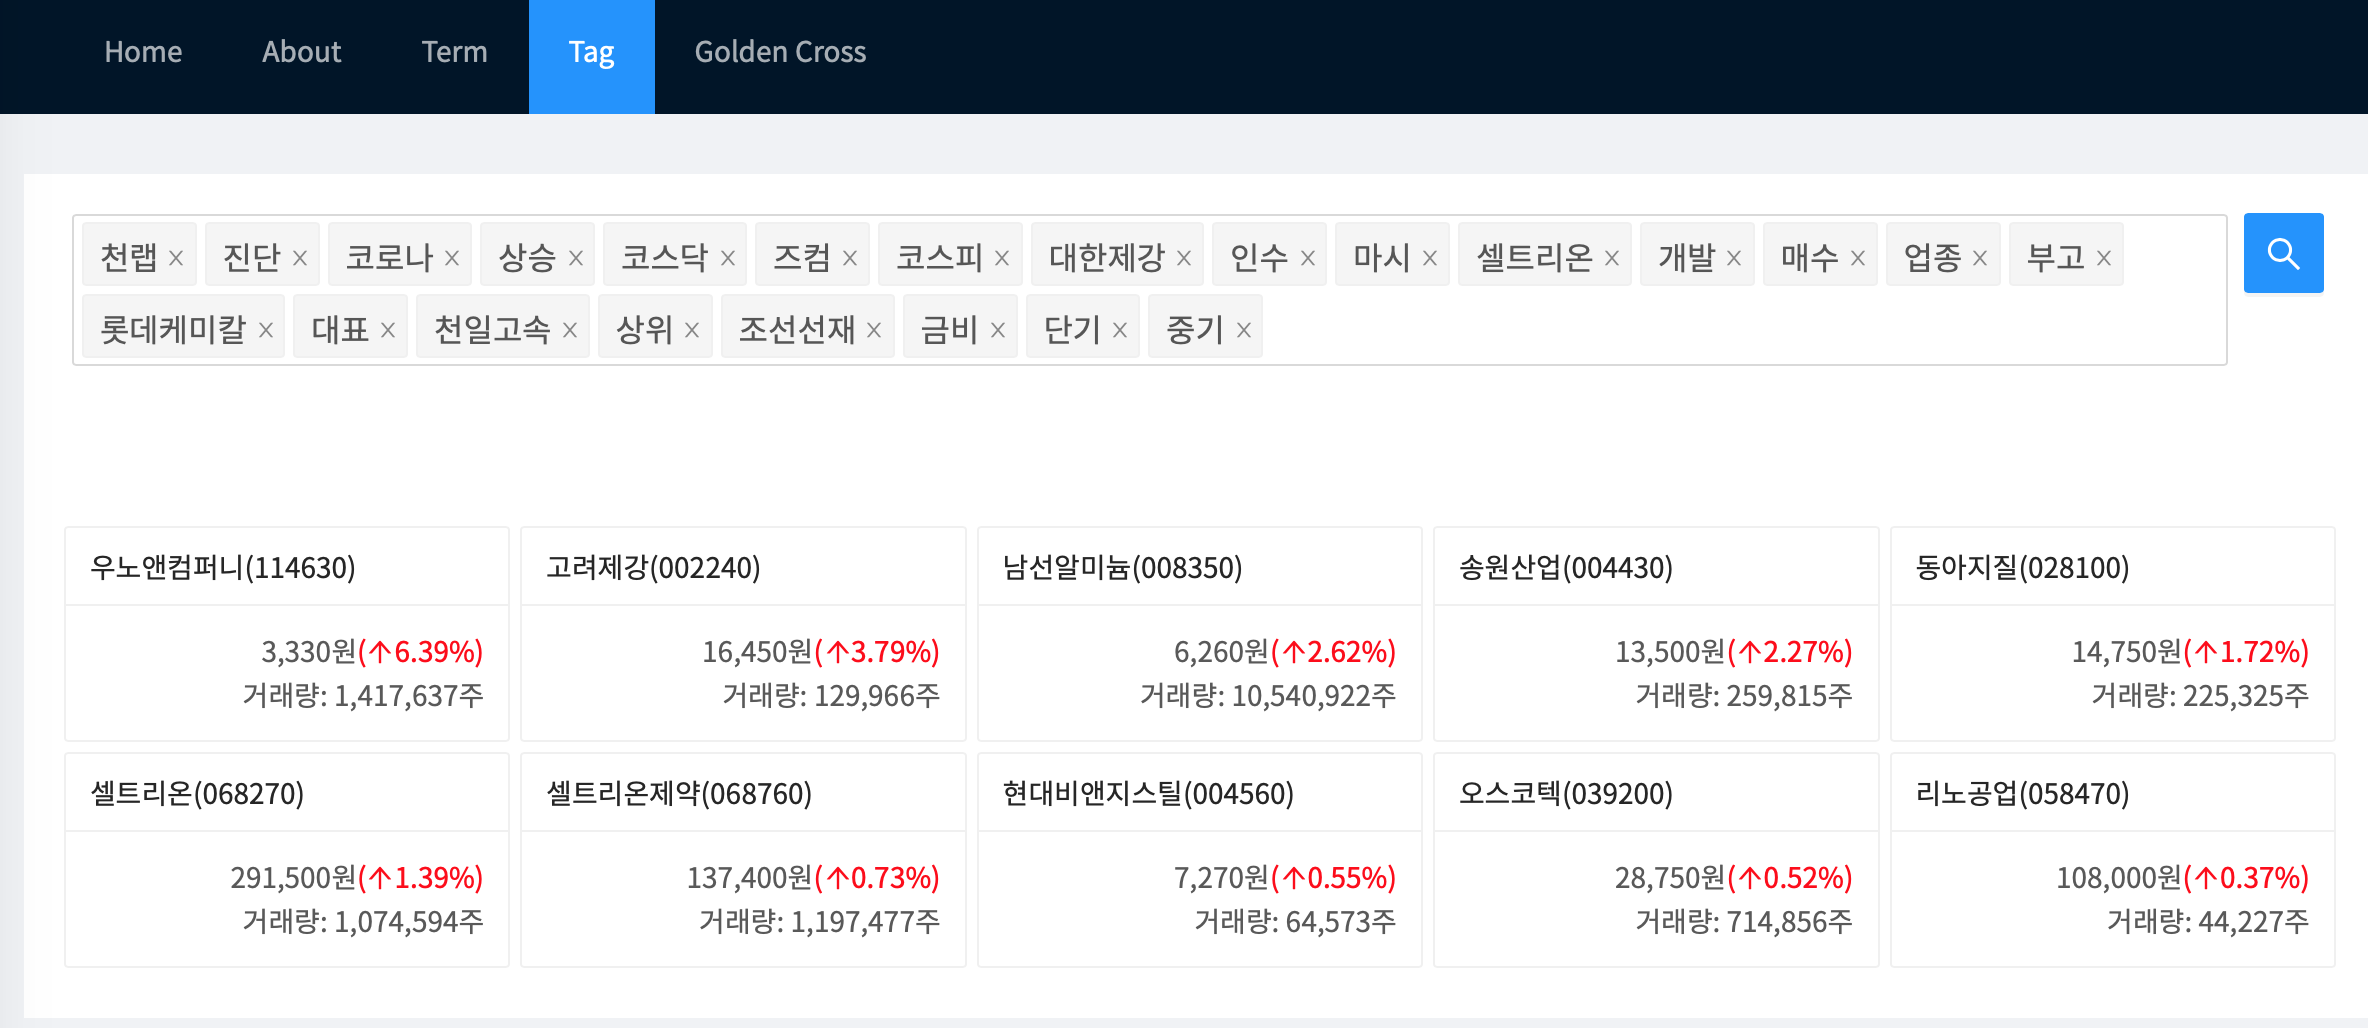 Home About Term Tag Golden Cross
천랩 × 진단 × 코로나 × 상승 × 코스닥 × 즈컴 × 코스피 × 대한제강 × 인수 × 마시 × 셀트리온 × 개발 × 매수 × 업종 × 부고 ×
롯데케미칼 × 대표 × 천일고속 × 상위 × 조선선재 × 금비 × 단기 × 중기 ×
우노앤컴퍼니(114630)
3,330원(↑6.39%)
거래량: 1,417,637주
고려제강(002240)
16,450원(↑3.79%)
거래량: 129,966주
남선알미늄(008350)
6,260원(↑2.62%)
거래량: 10,540,922주
송원산업(004430)
13,500원(↑2.27%)
거래량: 259,815주
동아지질(028100)
14,750원(↑1.72%)
거래량: 225,325주
셀트리온(068270)
291,500원(↑1.39%)
거래량: 1,074,594주
셀트리온제약(068760)
137,400원(↑0.73%)
거래량: 1,197,477주
현대비앤지스틸(004560)
7,270원(↑0.55%)
거래량: 64,573주
오스코텍(039200)
28,750원(↑0.52%)
거래량: 714,856주
리노공업(058470)
108,000원(↑0.37%)
거래량: 44,227주